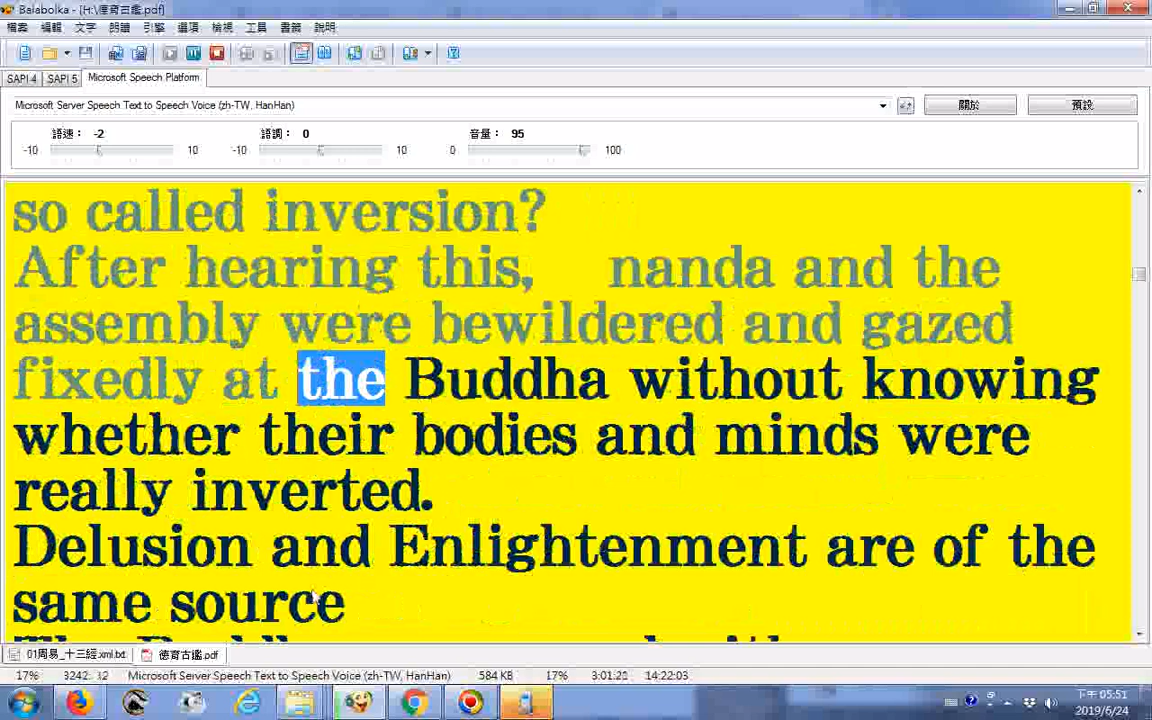 Balabolka - [H:\德育古鑑.pdf]
檔案 編輯 文字 朗讀 引擎 選項 檢視 工具 書籤 說明
SAPI 4 SAPI 5 Microsoft Speech Platform
Microsoft Server Speech Text to Speech Voice (zh-TW, HanHan) 關於 預設
語速： -2 語調： 0 音量： 95
-10 10 -10 10 0 100
so called inversion?
After hearing this, nanda and the
assembly were bewildered and gazed
fixedly at the Buddha without knowing
whether their bodies and minds were
really inverted.
Delusion and Enlightenment are of the
same source
01周易_十三經.xml.txt 德育古鑑.pdf
17% 3242: 12 Microsoft Server Speech Text to Speech Voice (zh-TW, HanHan) 584 KB 17% 3:01:21 14:22:03
下午 05:51
2019/6/24